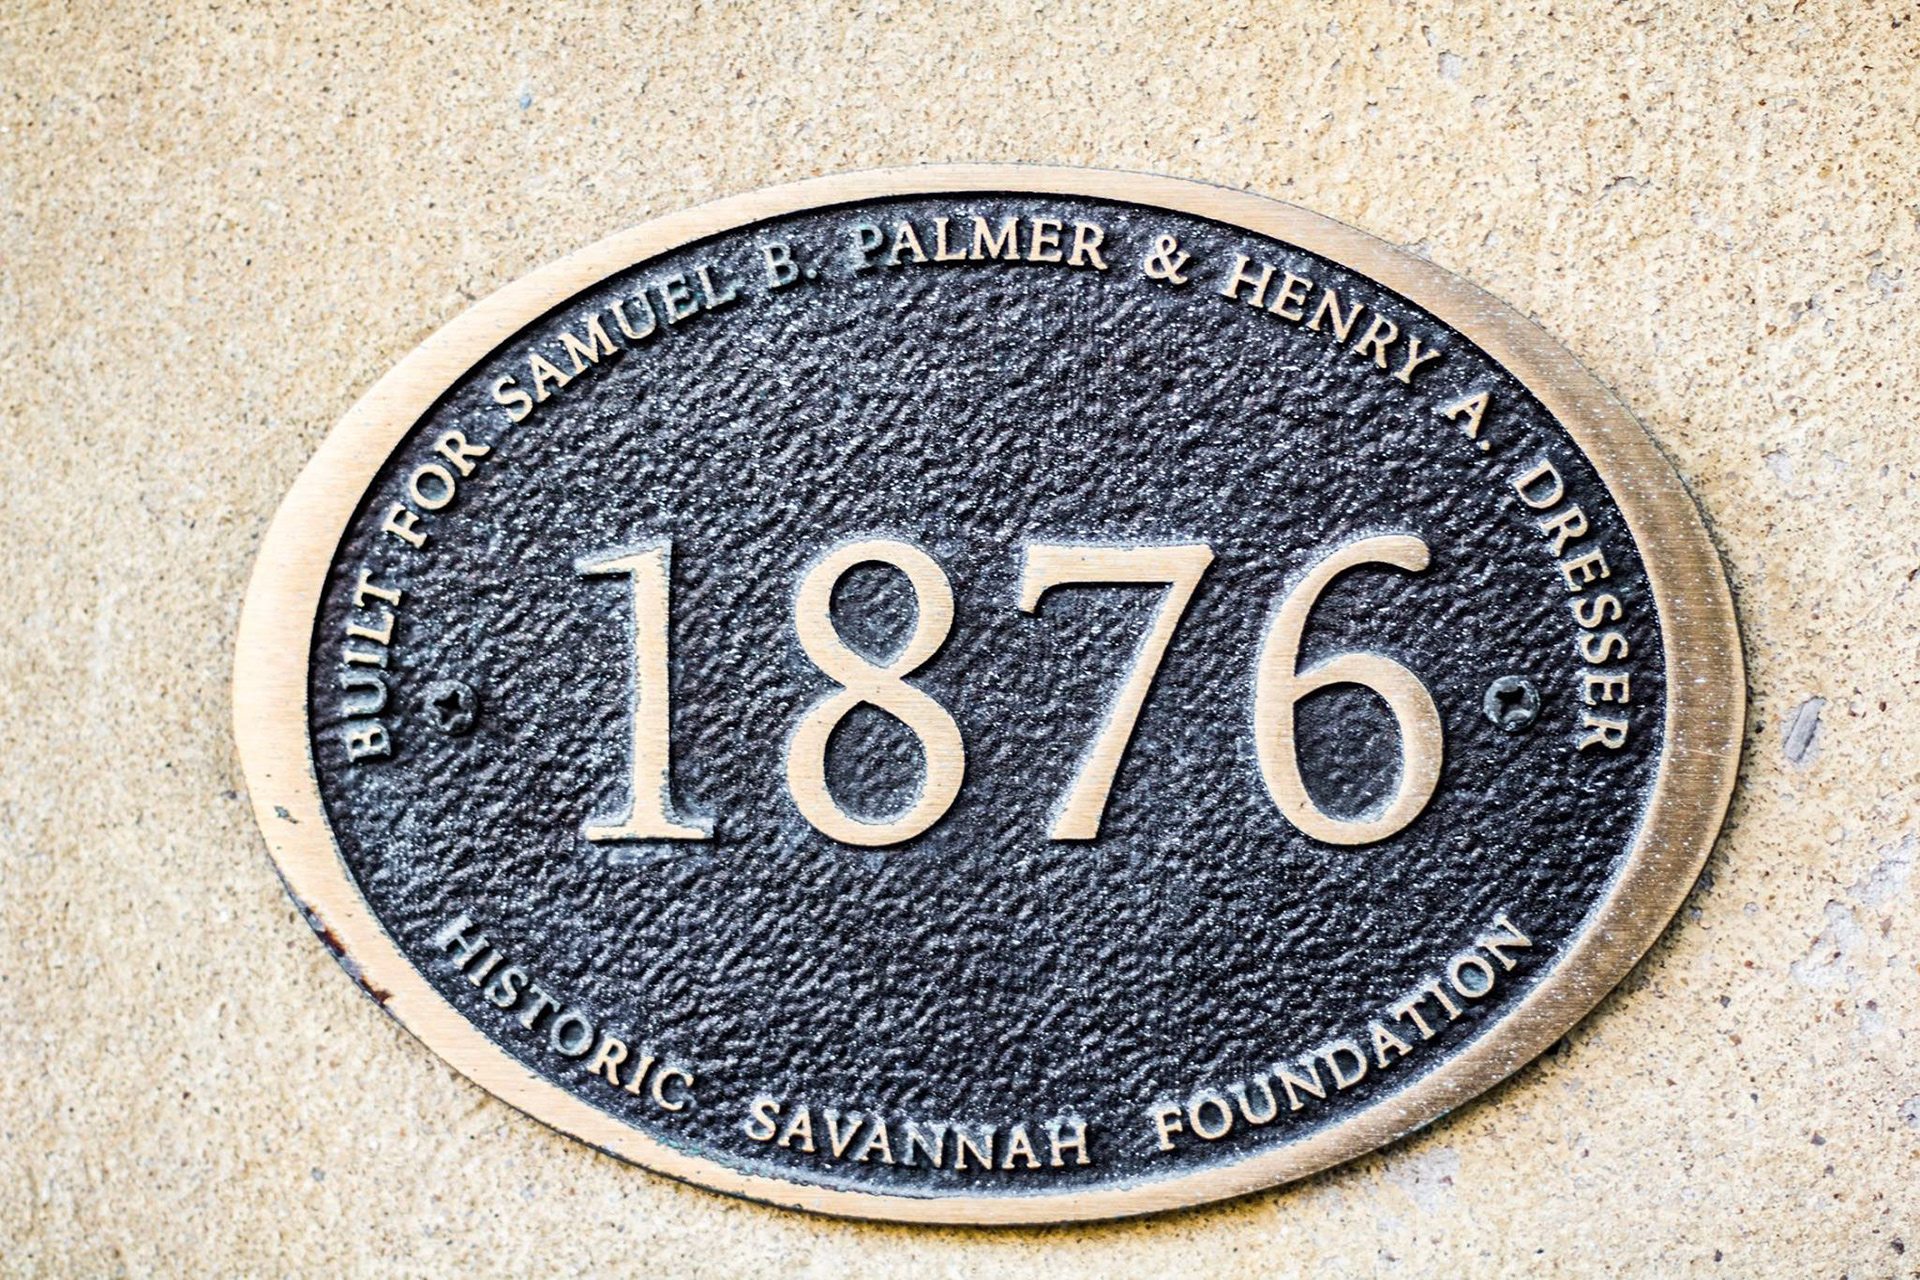 BUILT FOR SAMUEL B. PALMER & HENRY A. DRESSER
1876
HISTORIC SAVANNAH FOUNDATION